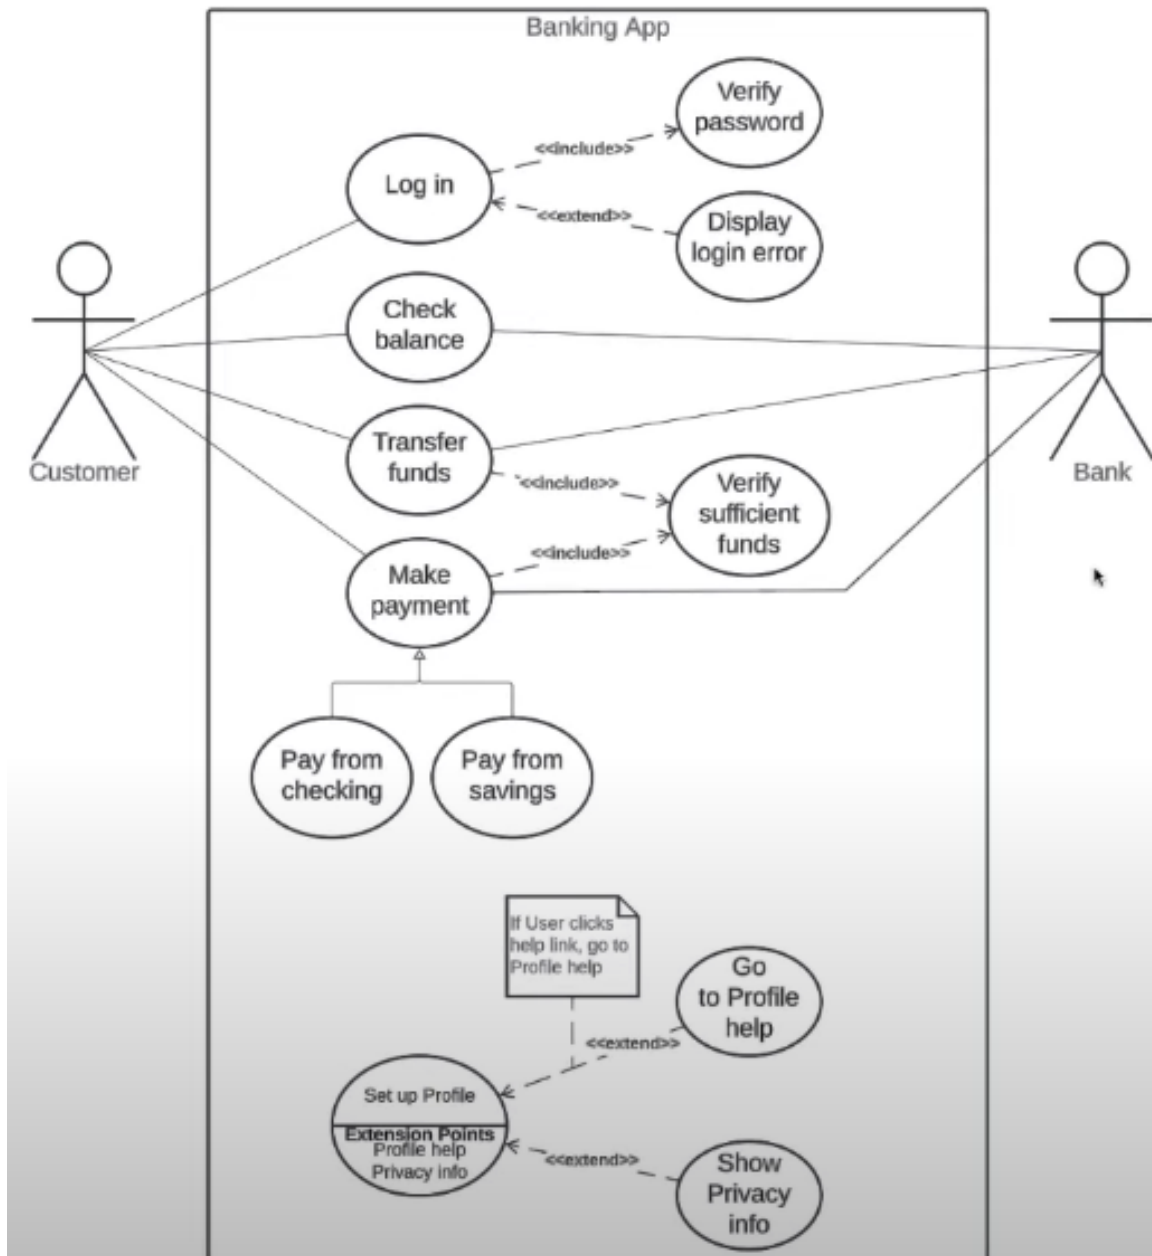 Banking App
Verify
password
<<include>>
Log in
<<extend>>
Display
login error
Check
balance
Customer
Bank
Transfer
funds
<<include>>
Verify
sufficient
funds
<<include>>
Make
payment
Pay from
checking
Pay from
savings
If User clicks
help link, go to
Profile help
Go
to Profile
help
<<extend>>
Set up Profile
Extension Points
Profile help
Privacy info
<<extend>>
Show
Privacy
info